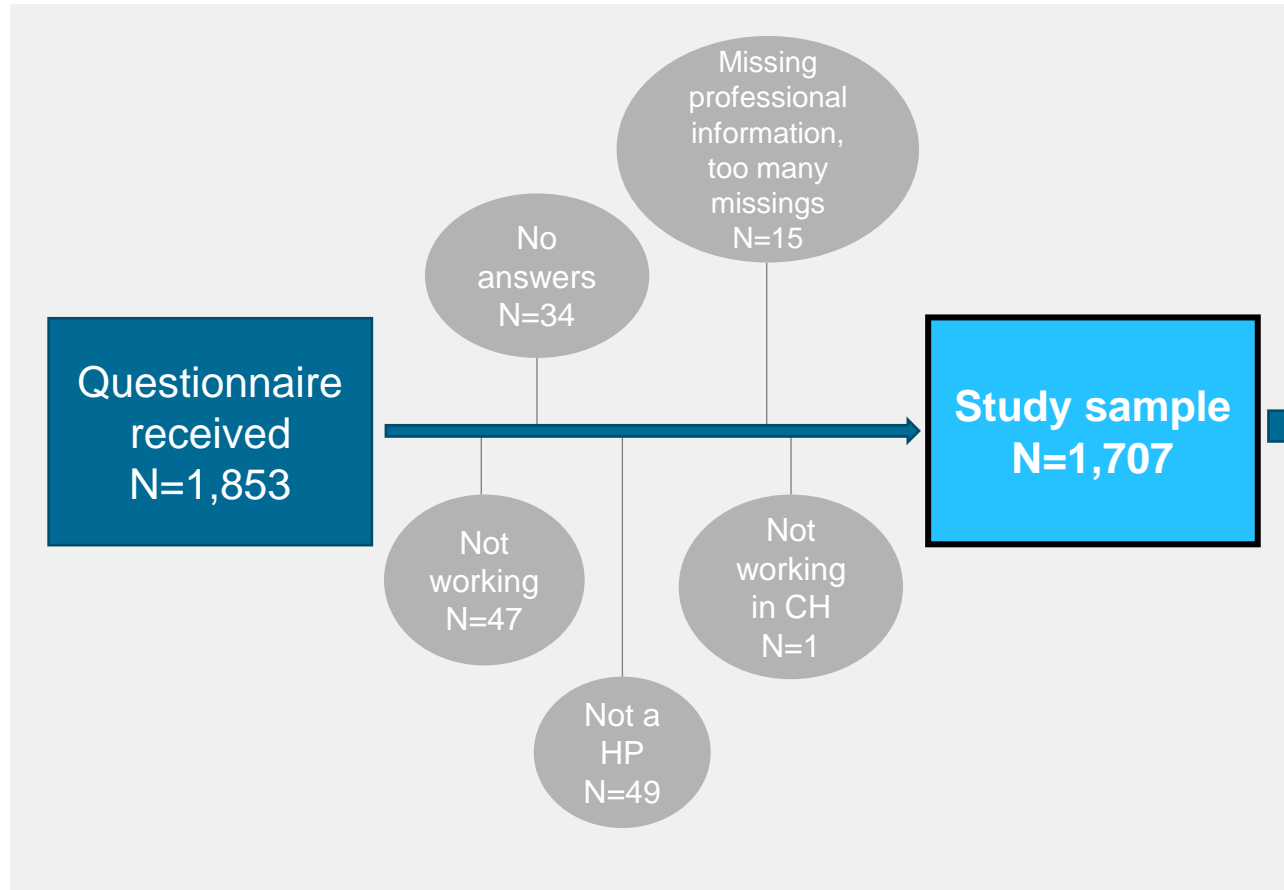 Questionnaire
received
N=1,853
Not
working
N=47
No
answers
N=34
Not a
HP
N=49
Missing
professional
information,
too many
missings
N=15
Not
working
in CH
N=1
Study sample
N=1,707